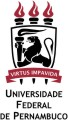 VIRTUS IMPAVIDA
UNIVERSIDADE
FEDERAL
DE PERNAMBUCO